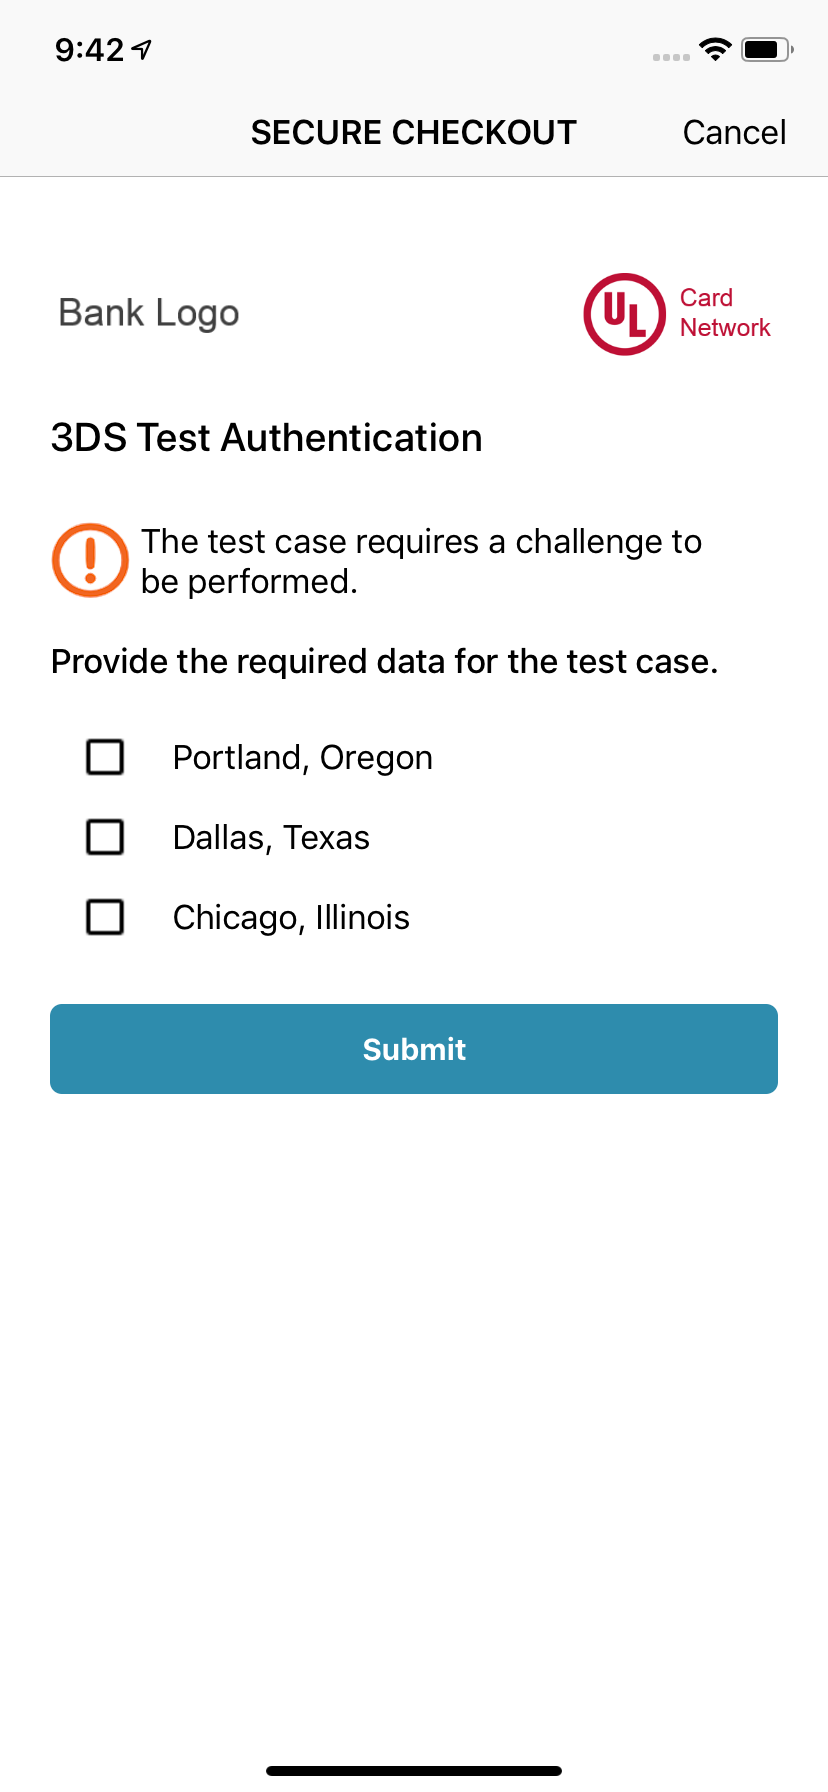 9:42
SECURE CHECKOUT
Cancel
Bank Logo
UL
Card
Network
3DS Test Authentication
The test case requires a challenge to
be performed.
Provide the required data for the test case.
Portland, Oregon
Dallas, Texas
Chicago, Illinois
Submit